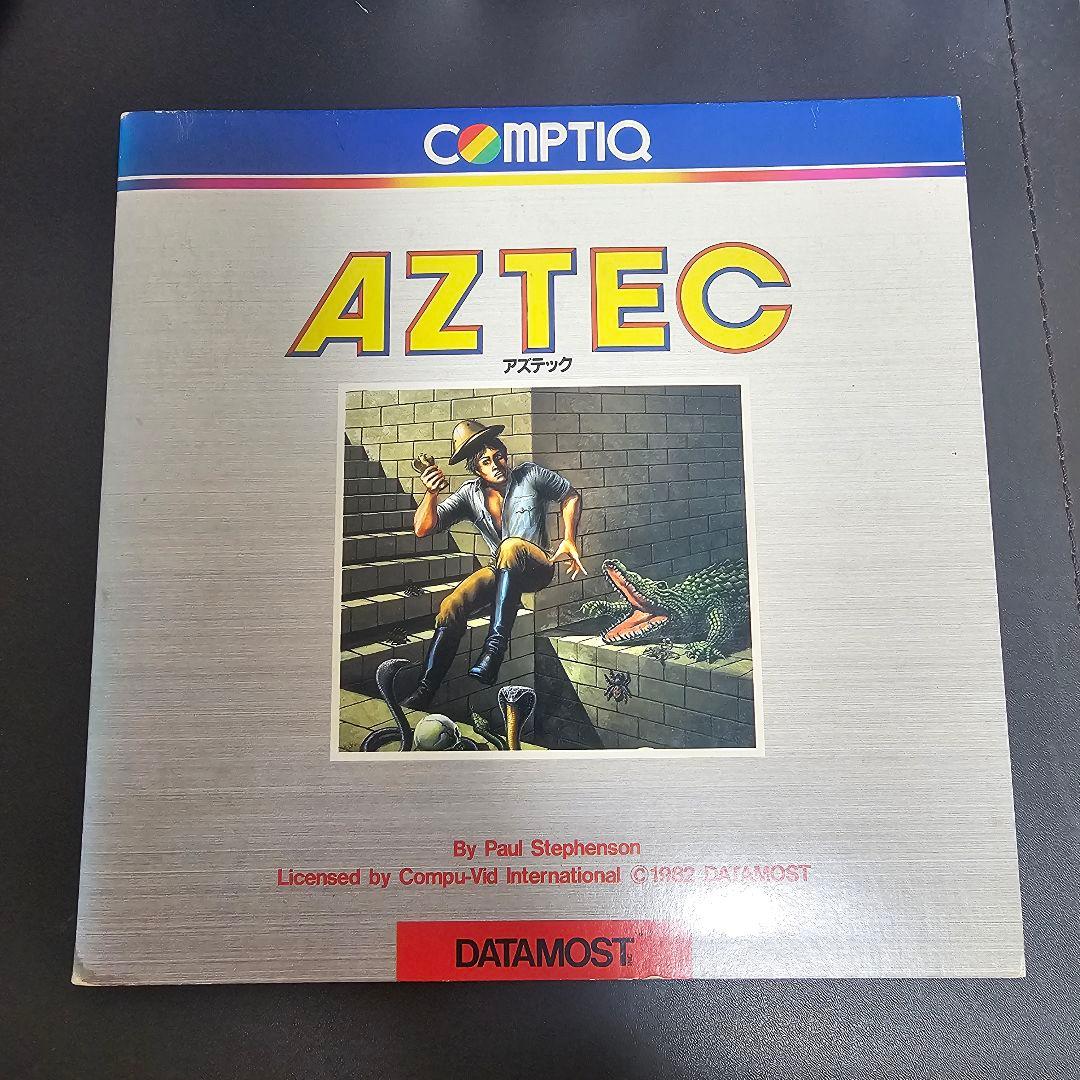 COMPTIQ
AZTEC
アズテック
By Paul Stephenson
Licensed by Compu-Vid International ©1982 DATAMOST
DATAMOST